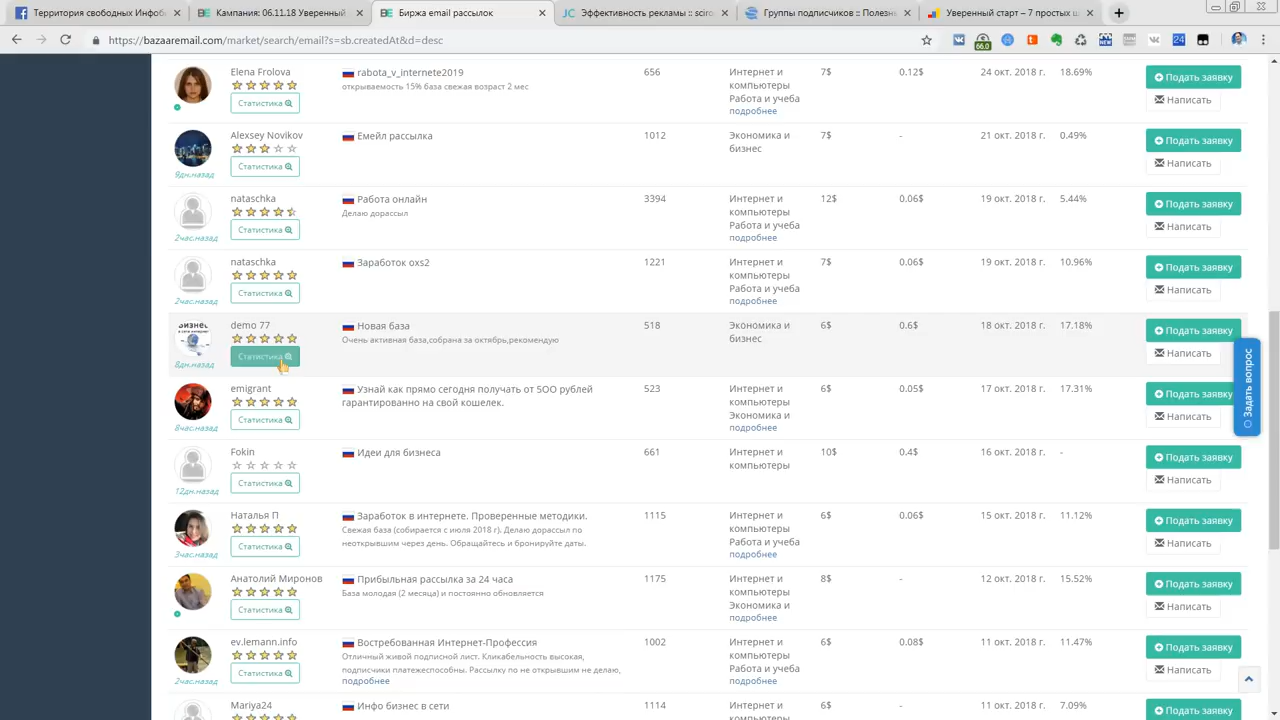 Территория свободных л
Компания: 06.11.18 Уверенн
Биржа e-mail рассылок
Эффективность рекламы :: scio
Группы подписчиков :: Подпис
Уверенный старт – 7 простых ш
https://bazaaremail.com/market/search/email?s=sb.createdAt&d=desc
66.0
24
Elena Frolova
Статистика
rabota_v_internete2019
открываемость 15% база свежая возраст 2 мес
656
Интернет и
компьютеры
Работа и учеба
подробнее
7$
0.12$
24 окт. 2018 г.
18.69%
Подать заявку
Написать
Alexsey Novikov
Статистика
9дн.назад
Емейл рассылка
1012
Экономика и
бизнес
7$
-
21 окт. 2018 г.
0.49%
Подать заявку
Написать
nataschka
Статистика
2час.назад
Работа онлайн
Делаю дорассыл
3394
Интернет и
компьютеры
Работа и учеба
подробнее
12$
0.06$
19 окт. 2018 г.
5.44%
Подать заявку
Написать
nataschka
Статистика
2час.назад
Заработок oxs2
1221
Интернет и
компьютеры
Работа и учеба
подробнее
7$
0.06$
19 окт. 2018 г.
10.96%
Подать заявку
Написать
demo 77
Статистика
8дн.назад
Новая база
Очень активная база,собрана за октябрь,рекомендую
518
Экономика и
бизнес
6$
0.6$
18 окт. 2018 г.
17.18%
Подать заявку
Написать
Задать вопрос
emigrant
Статистика
8час.назад
Узнай как прямо сегодня получать от 5OO рублей
гарантированно на свой кошелек.
523
Интернет и
компьютеры
Экономика и
подробнее
6$
0.05$
17 окт. 2018 г.
17.31%
Подать заявку
Написать
Fokin
Статистика
12дн.назад
Идеи для бизнеса
661
Интернет и
компьютеры
10$
0.4$
16 окт. 2018 г.
-
Подать заявку
Написать
Наталья П
Статистика
3час.назад
Заработок в интернете. Проверенные методики.
Свежая база (собирается с июля 2018 г). Делаю дорассыл по
неоткрывшим через день. Обращайтесь и бронируйте даты.
1115
Интернет и
компьютеры
Работа и учеба
подробнее
6$
0.06$
15 окт. 2018 г.
11.12%
Подать заявку
Написать
Анатолий Миронов
Статистика
Прибыльная рассылка за 24 часа
База молодая (2 месяца) и постоянно обновляется
1175
Интернет и
компьютеры
Экономика и
подробнее
8$
-
12 окт. 2018 г.
15.52%
Подать заявку
Написать
ev.lemann.info
Статистика
2час.назад
Востребованная Интернет-Профессия
Отличный живой подписной лист. Кликабельность высокая,
подписчики платежеспособны. Рассылку по не открывшим не делаю,
подробнее
1002
Интернет и
компьютеры
Работа и учеба
подробнее
6$
0.08$
11 окт. 2018 г.
11.47%
Подать заявку
Написать
Mariya24
Инфо бизнес в сети
1114
Интернет и
6$
0.06$
11 окт. 2018 г.
7.09%
Подать заявку